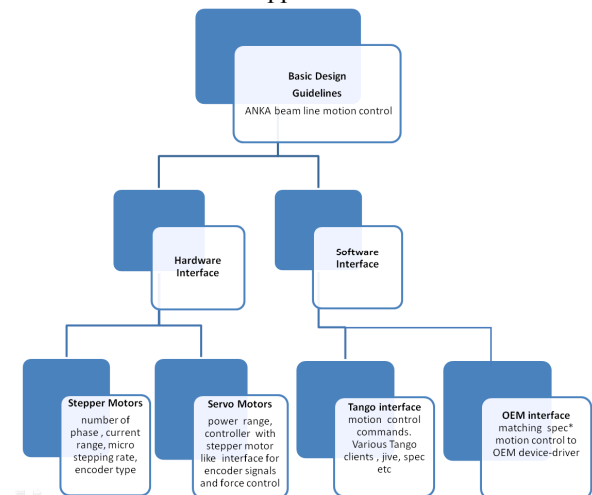 Basic Design
Guidelines
ANKA beam line motion control
Hardware
Interface
Software
Interface
Stepper Motors
number of
phase , current
range, micro
stepping rate,
encoder type
Servo Motors
power range,
controller with
stepper motor
like interface for
encoder signals
and force control
Tango interface
motion control
commands.
Various Tango
clients , jive, spec
etc
OEM interface
matching spec*
motion control to
OEM device-driver